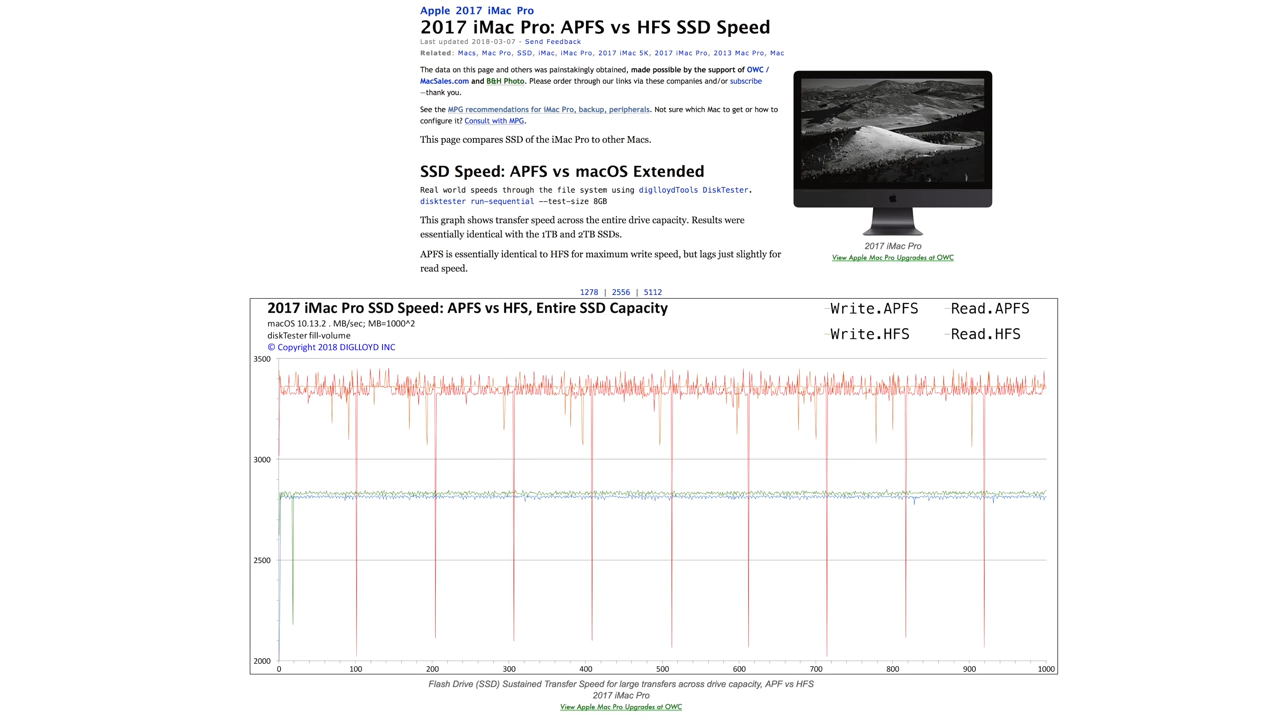 Apple 2017 iMac Pro
2017 iMac Pro: APFS vs HFS SSD Speed
Last updated 2018-03-07 - Send Feedback
Related: Macs, Mac Pro, SSD, iMac, iMac Pro, 2017 iMac 5K, 2017 iMac Pro, 2013 Mac Pro, Mac
The data on this page and others was painstakingly obtained, made possible by the support of OWC /
MacSales.com and B&H Photo. Please order through our links via these companies and/or subscribe
—thank you.
See the MPG recommendations for iMac Pro, backup, peripherals. Not sure which Mac to get or how to
configure it? Consult with MPG.
This page compares SSD of the iMac Pro to other Macs.
SSD Speed: APFS vs macOS Extended
Real world speeds through the file system using diglloydTools DiskTester.
disktester run-sequential --test-size 8GB
This graph shows transfer speed across the entire drive capacity. Results were
essentially identical with the 1TB and 2TB SSDs.
APFS is essentially identical to HFS for maximum write speed, but lags just slightly for
read speed.
2017 iMac Pro
View Apple Mac Pro Upgrades at OWC
1278 | 2556 | 5112
2017 iMac Pro SSD Speed: APFS vs HFS, Entire SSD Capacity
macOS 10.13.2 . MB/sec; MB=1000^2
diskTester fill-volume
© Copyright 2018 DIGLLOYD INC
Write.APFS Read.APFS
Write.HFS Read.HFS
3500
3000
2500
2000
0 100 200 300 400 500 600 700 800 900 1000
Flash Drive (SSD) Sustained Transfer Speed for large transfers across drive capacity, APF vs HFS
2017 iMac Pro
View Apple Mac Pro Upgrades at OWC